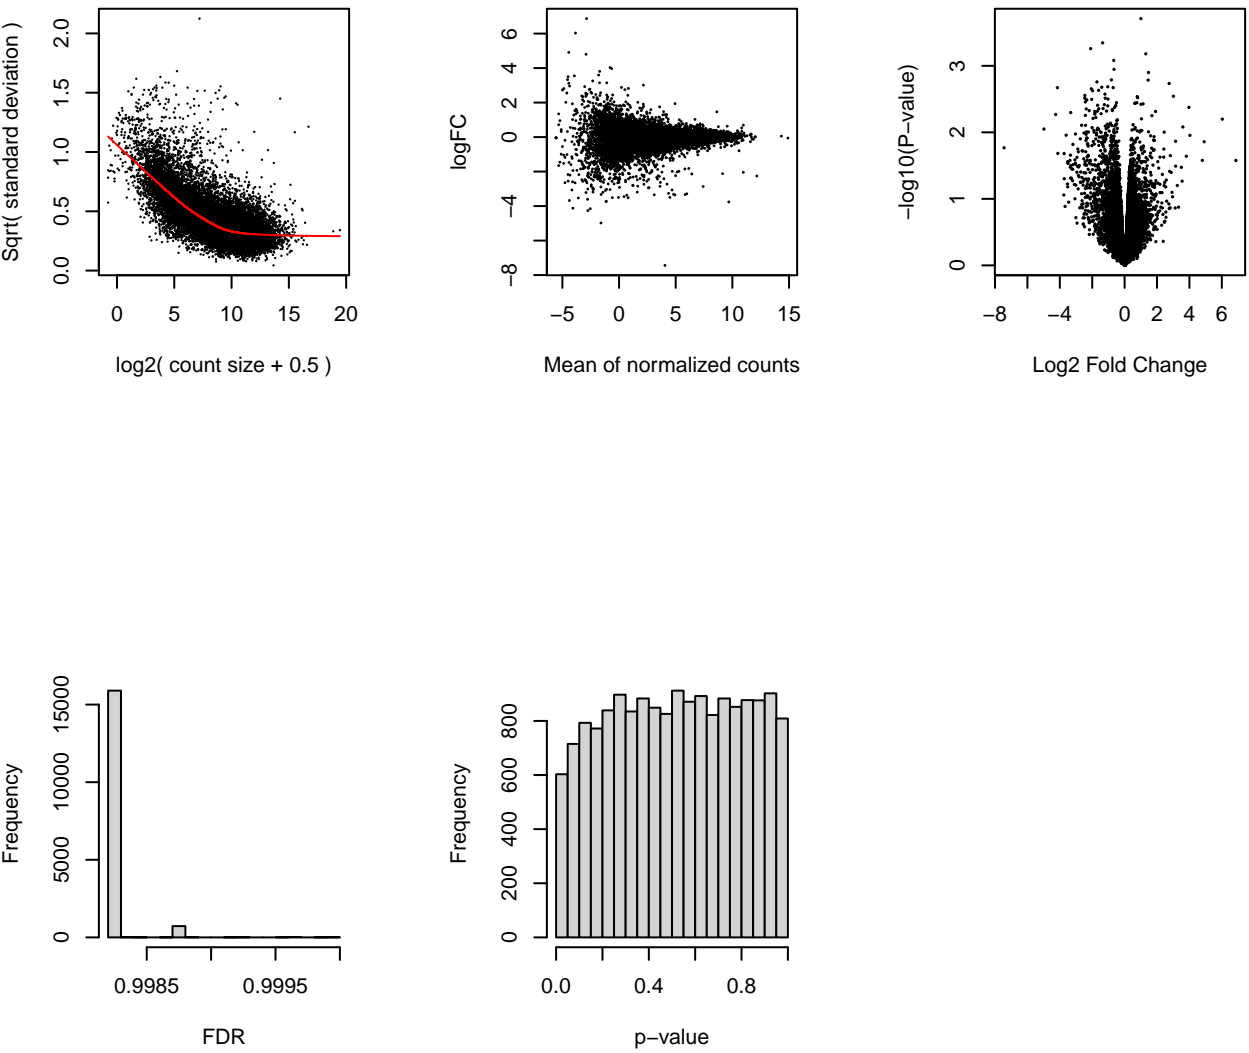 Sqrt( standard deviation )
0.0 0.5 1.0 1.5 2.0
0 5 10 15 20
log2( count size + 0.5 )
logFC
−8 −4 0 2 4 6
−5 0 5 10 15
Mean of normalized counts
−log10(P−value)
0 1 2 3
−8 −4 0 2 4 6
Log2 Fold Change
Frequency
0 5000 10000 15000
0.9985 0.9995
FDR
Frequency
0 200 400 600 800
0.0 0.4 0.8
p−value